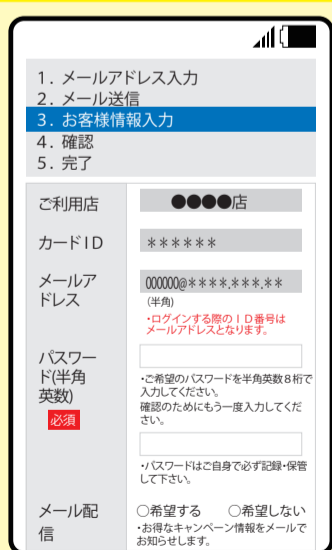 1. メールアドレス入力
2. メール送信
3. お客様情報入力
4. 確認
5. 完了
ご利用店
●●●●店
カードID
******
メールア
ドレス
000000@****.***.**
(半角)
・ログインする際のID番号は
メールアドレスとなります。
パスワー
ド(半角
英数)
必須
・ご希望のパスワードを半角英数8桁で
入力してください。
確認のためにもう一度入力してくだ
さい。
・パスワードはご自身で必ず記録・保管
して下さい。
メール配
信
○希望する ○希望しない
・お得なキャンペーン情報をメールで
お知らせします。